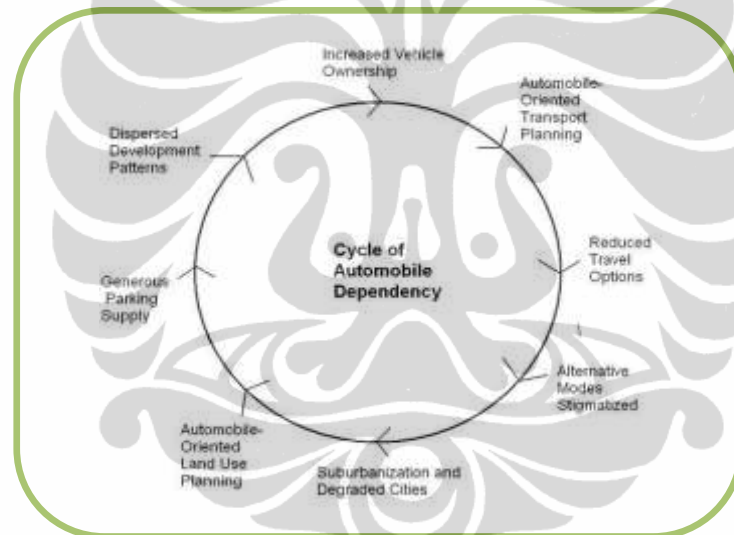 Increased Vehicle
Ownership
Automobile-
Oriented
Transport
Planning
Reduced
Travel
Options
Alternative
Modes
Stigmatized
Suburbanization and
Degraded Cities
Automobile-
Oriented
Land Use
Planning
Generous
Parking
Supply
Dispersed
Development
Patterns
Cycle of
Automobile
Dependency